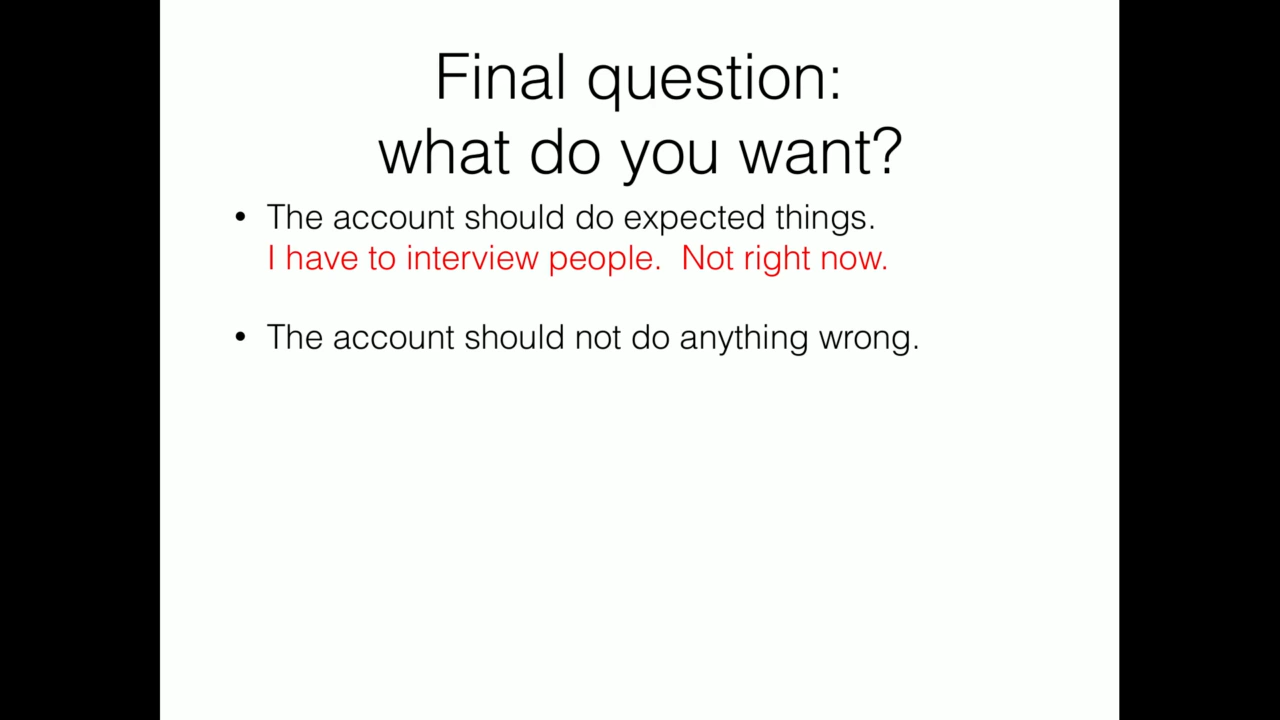 Final question:
what do you want?
• The account should do expected things.
I have to interview people.  Not right now.
• The account should not do anything wrong.